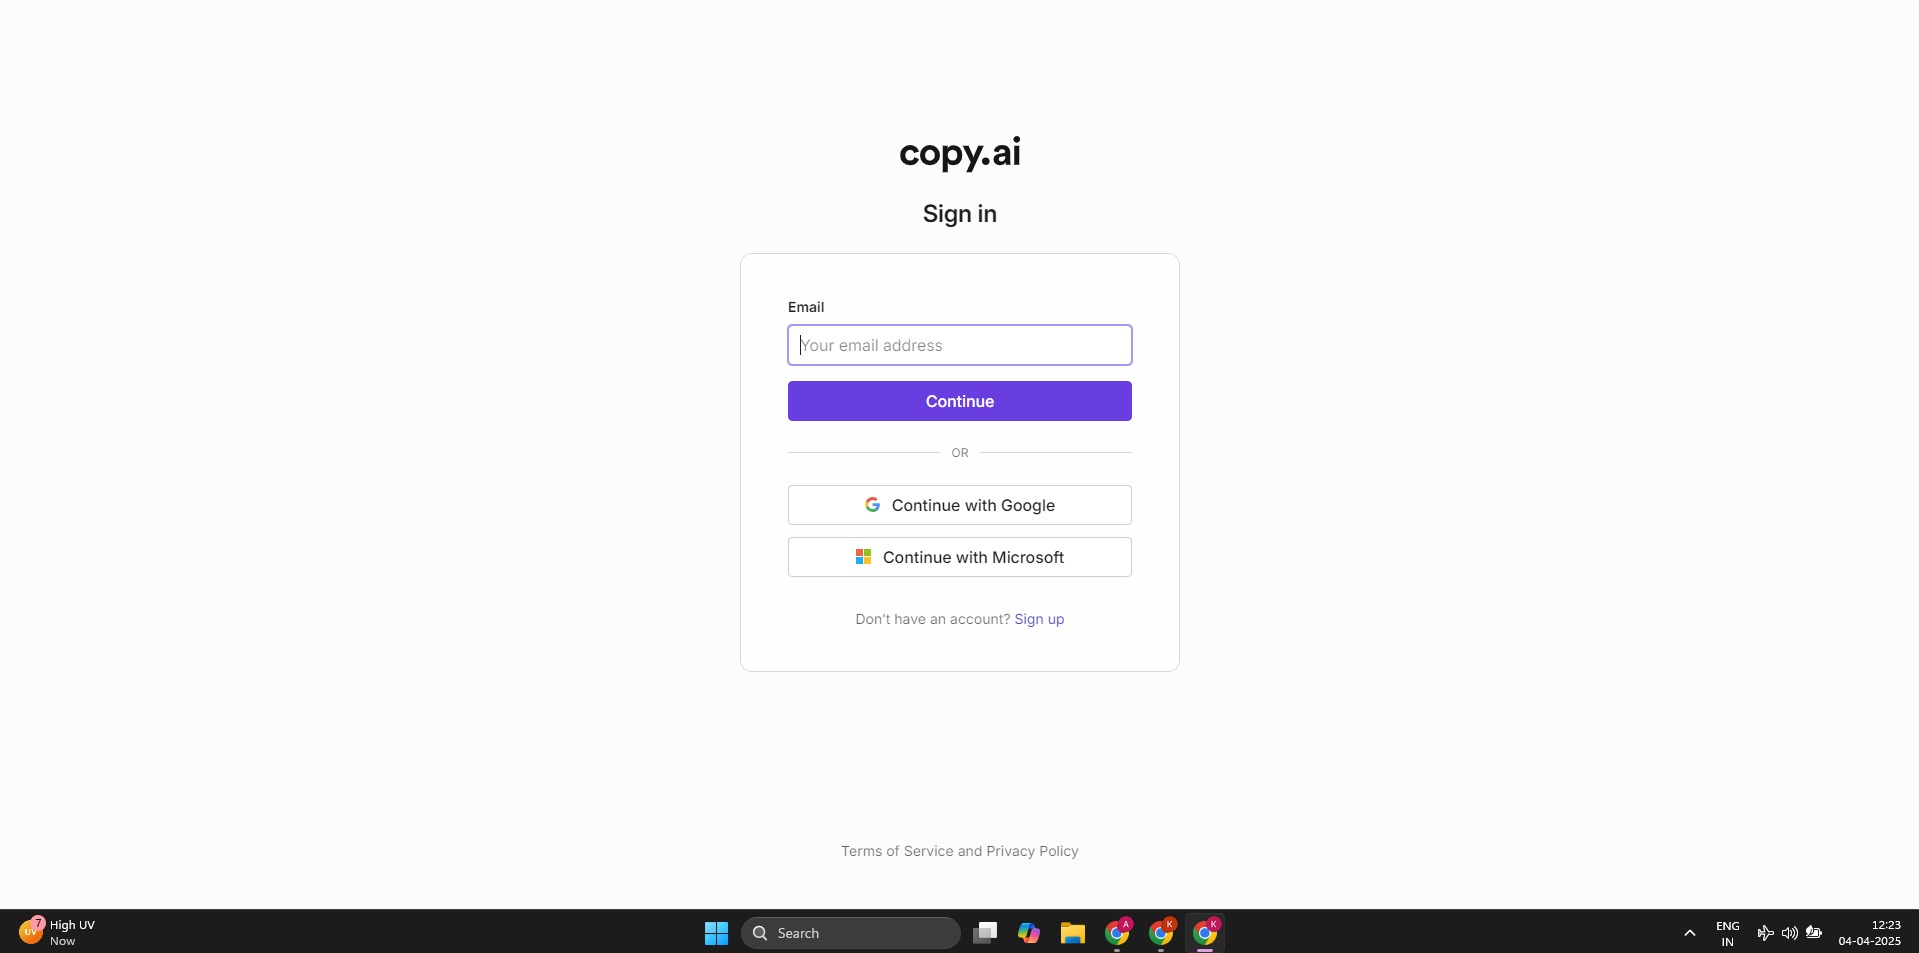 copy.ai
Sign in
Email
Your email address
Continue
OR
Continue with Google
Continue with Microsoft
Don't have an account? Sign up
Terms of Service and Privacy Policy
7
UV
High UV
Now
Search
A
K
K
ENG
IN
12:23
04-04-2025